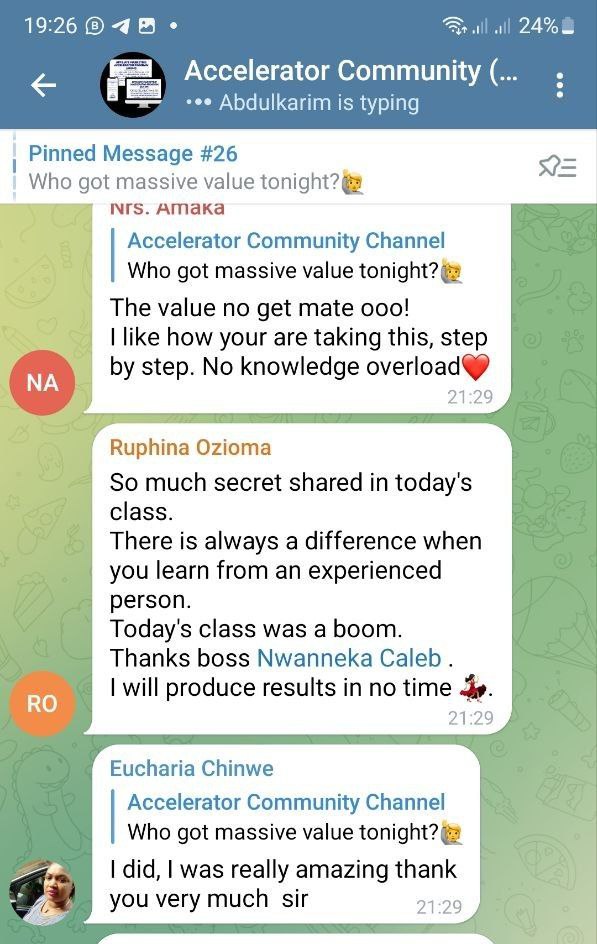 19:26
24%
Accelerator Community (...
Abdulkarim is typing
Pinned Message #26
Who got massive value tonight?🙋‍♂️
Nrs. Amaka
Accelerator Community Channel
Who got massive value tonight?🙋‍♂️
The value no get mate ooo!
I like how your are taking this, step
by step. No knowledge overload❤️
21:29
NA
Ruphina Ozioma
So much secret shared in today's
class.
There is always a difference when
you learn from an experienced
person.
Today's class was a boom.
Thanks boss Nwanneka Caleb .
I will produce results in no time 💃.
21:29
RO
Eucharia Chinwe
Accelerator Community Channel
Who got massive value tonight?🙋‍♂️
I did, I was really amazing thank
you very much  sir
21:29